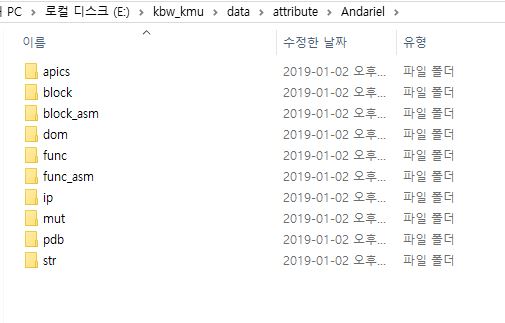 PC > 로컬 디스크 (E:) > kbw_kmu > data > attribute > Andariel >
이름 수정한 날짜 유형
apics 2019-01-02 오후... 파일 폴더
block 2019-01-02 오후... 파일 폴더
block_asm 2019-01-02 오후... 파일 폴더
dom 2019-01-02 오후... 파일 폴더
func 2019-01-02 오후... 파일 폴더
func_asm 2019-01-02 오후... 파일 폴더
ip 2019-01-02 오후... 파일 폴더
mut 2019-01-02 오후... 파일 폴더
pdb 2019-01-02 오후... 파일 폴더
str 2019-01-02 오후... 파일 폴더